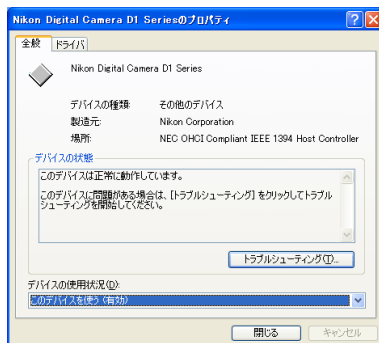 Nikon Digital Camera D1 Seriesのプロパティ
全般 ドライバ
Nikon Digital Camera D1 Series
デバイスの種類: その他のデバイス
製造元: Nikon Corporation
場所: NEC OHCI Compliant IEEE 1394 Host Controller
デバイスの状態
このデバイスは正常に動作しています。
このデバイスに問題がある場合は、[トラブルシューティング] をクリックしてトラブル
シューティングを開始してください。
トラブルシューティング(T)...
デバイスの使用状況(D):
このデバイスを使う (有効)
閉じる キャンセル